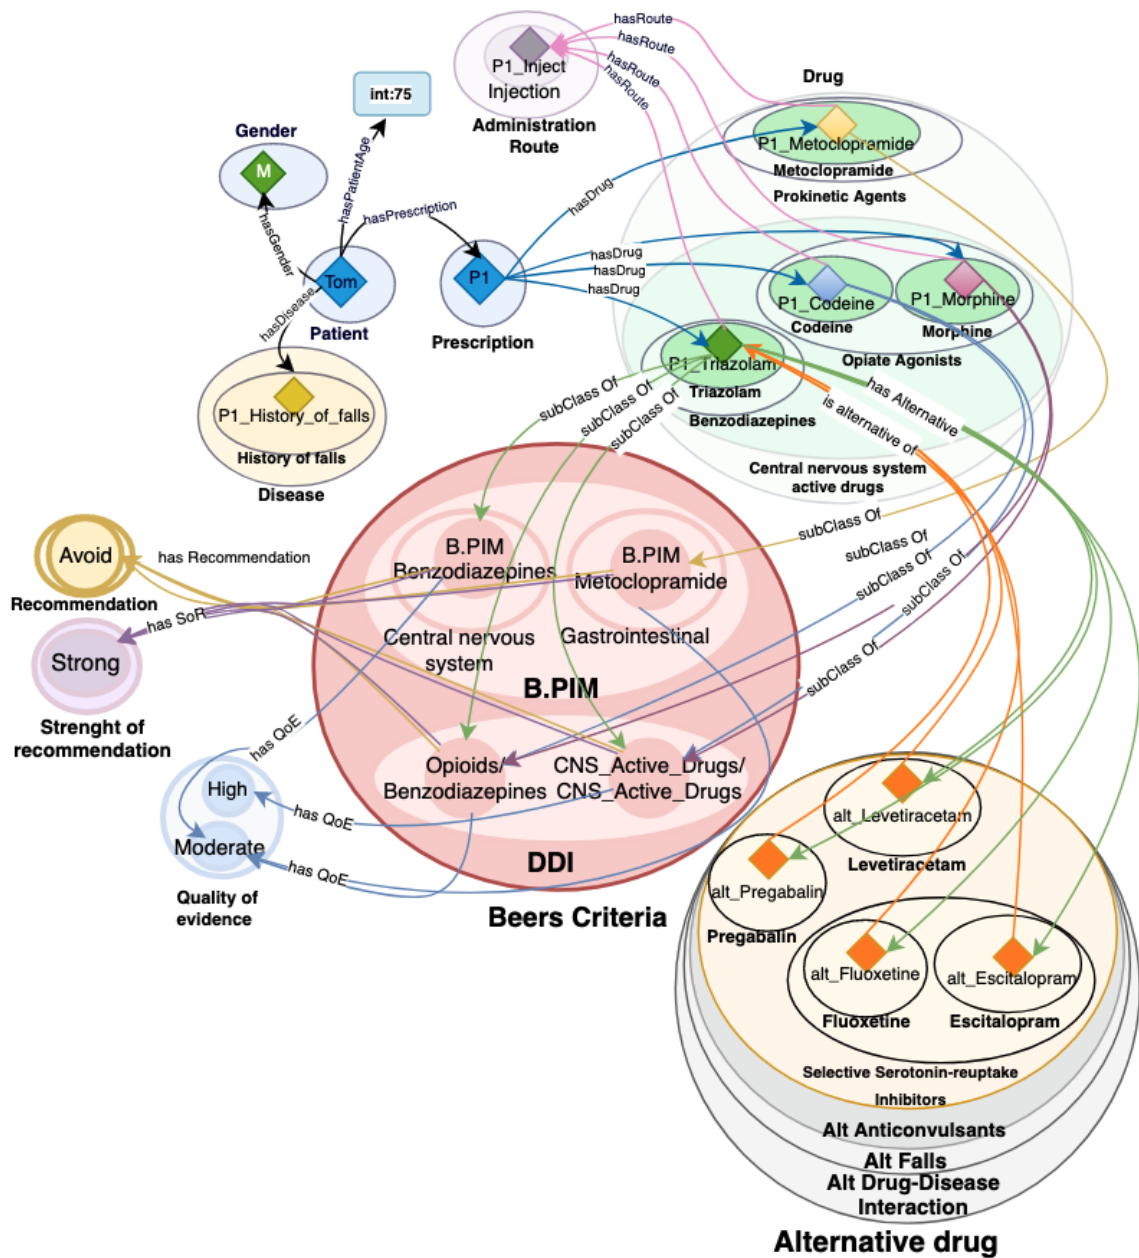 hasRoute
hasRoute
hasRoute
hasRoute
P1_Inject
Injection
Administration
Route
Drug
int:75
Gender
M
hasPatientAge
hasGender
hasPrescription
hasDisease
Tom
Patient
P1
Prescription
hasDrug
hasDrug
hasDrug
hasDrug
P1_Metoclopramide
Metoclopramide
Prokinetic Agents
P1_Codeine
Codeine
P1_Morphine
Morphine
Opiate Agonists
P1_Triazolam
Triazolam
Benzodiazepines
Central nervous system
active drugs
P1_History_of_falls
History of falls
Disease
subClass Of
subClass Of
subClass Of
has Alternative
is alternative of
subClass Of
subClass Of
subClass Of
subClass Of
subClass Of
Avoid
Recommendation
has Recommendation
has SoR
Strong
Strenght of
recommendation
B.PIM
Benzodiazepines
B.PIM
Metoclopramide
Central nervous
system
Gastrointestinal
B.PIM
Opioids/
Benzodiazepines
CNS_Active_Drugs/
CNS_Active_Drugs
DDI
Beers Criteria
has QoE
has QoE
has QoE
High
Moderate
Quality of
evidence
alt_Levetiracetam
Levetiracetam
alt_Pregabalin
Pregabalin
alt_Fluoxetine
Fluoxetine
alt_Escitalopram
Escitalopram
Selective Serotonin-reuptake
Inhibitors
Alt Anticonvulsants
Alt Falls
Alt Drug-Disease
Interaction
Alternative drug